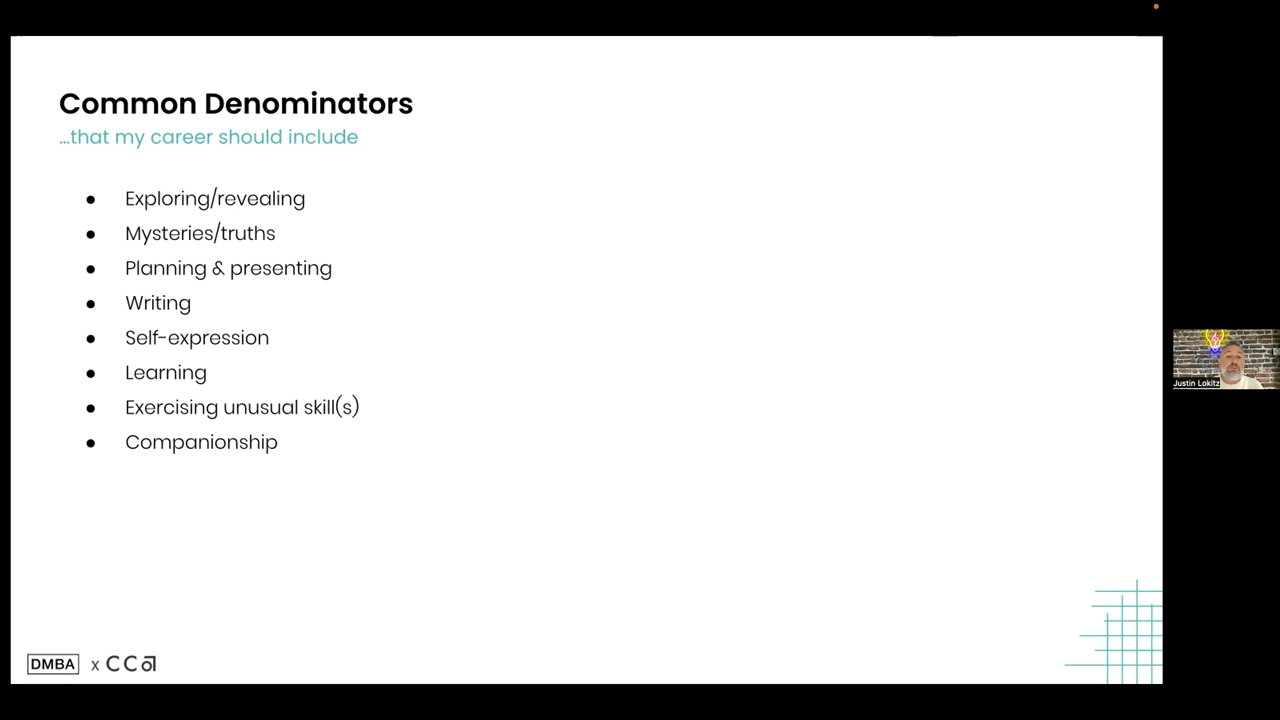 Common Denominators
...that my career should include
● Exploring/revealing
● Mysteries/truths
● Planning & presenting
● Writing
● Self-expression
● Learning
● Exercising unusual skill(s)
● Companionship
Justin Lokitz
DMBA x cca